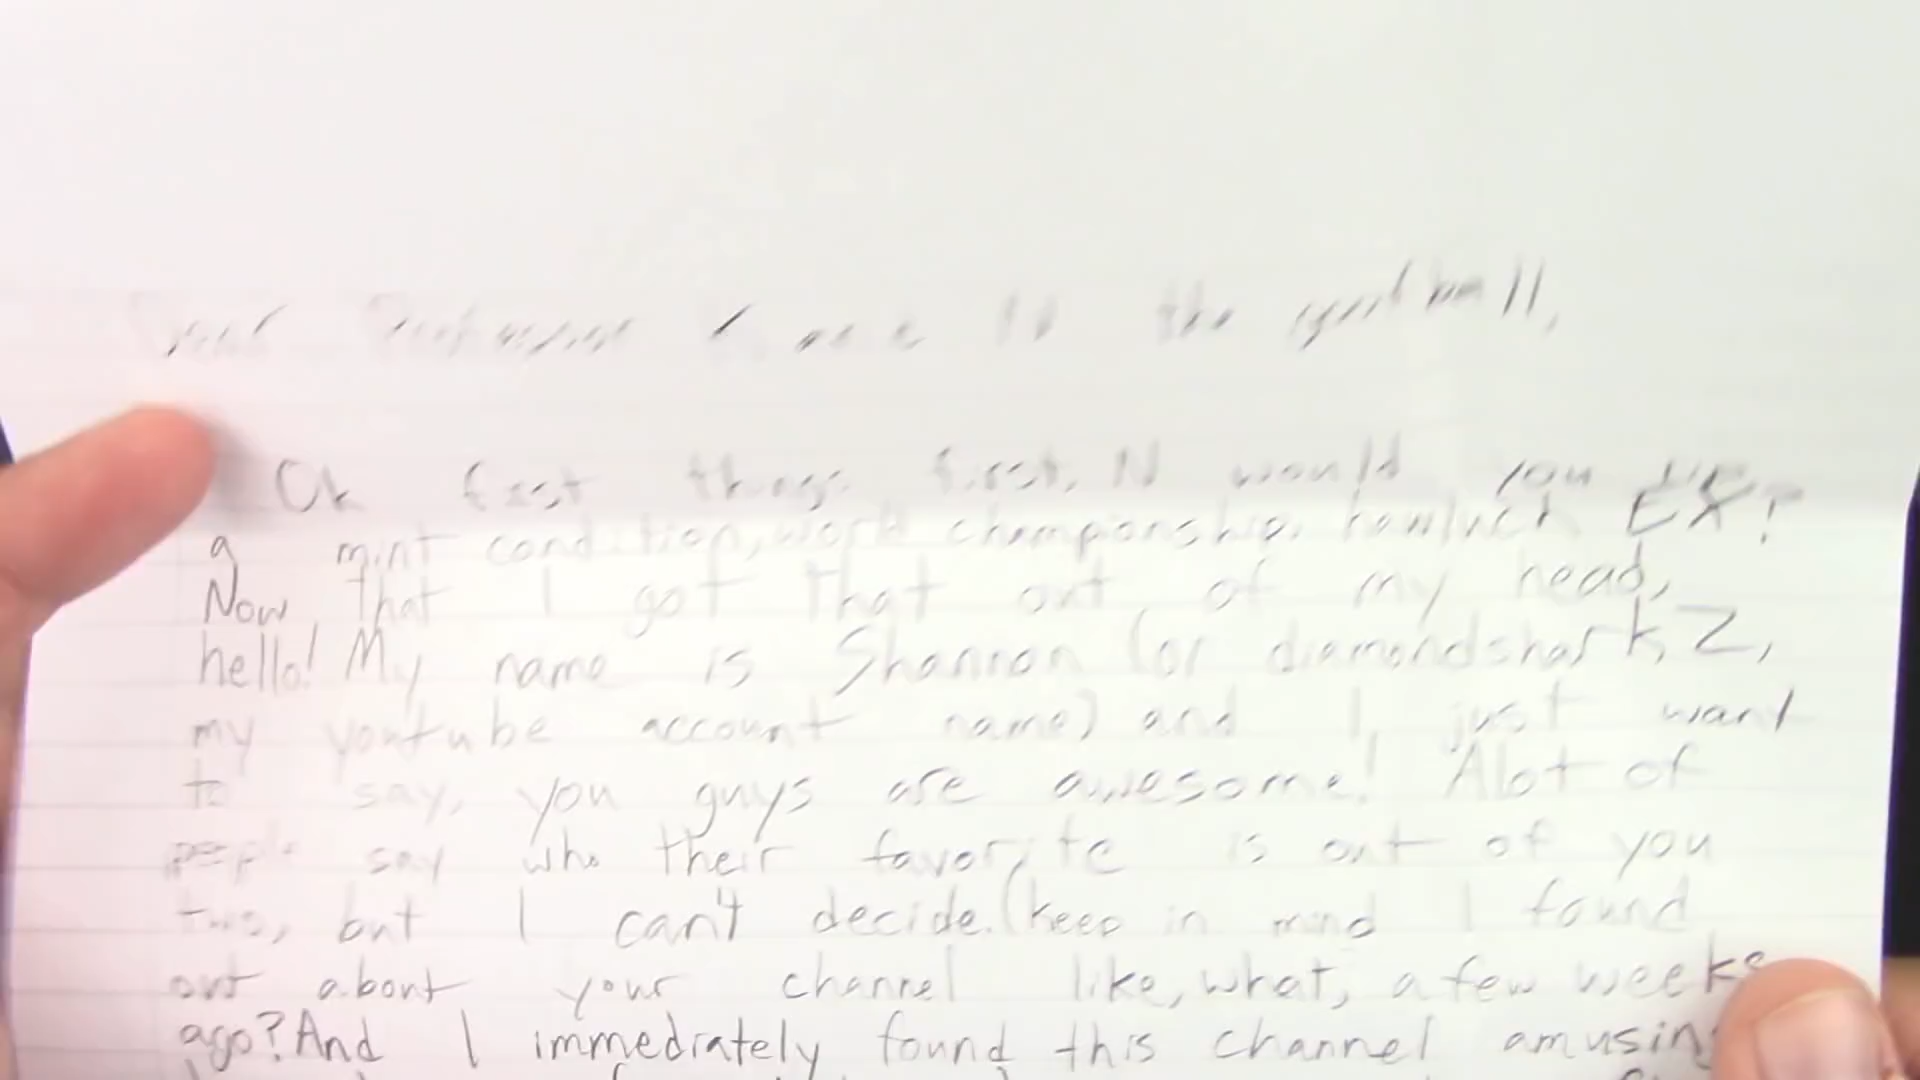 the
Ok first things first, N would you
a mint condition, world championship, EX?
Now that I got that out of my head,
hello! My name is Shannon (or diamondshark Z,
my youtube account name) and I just want
to say, you guys are awesome! Alot of
people say who their favorite is out of you
two, but I can't decide. (Keep in mind I found
out about your channel like, what, a few weeks
ago? And I immediately found this channel